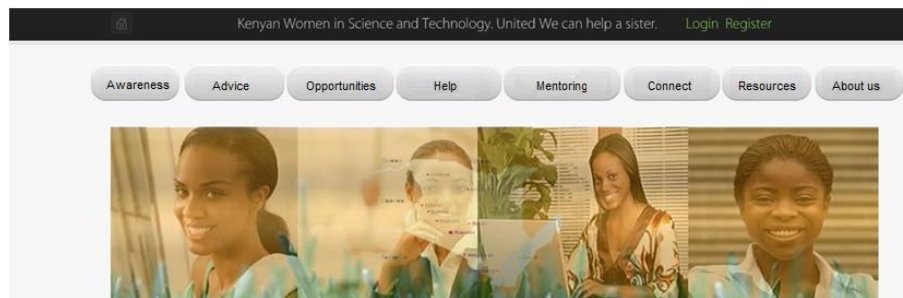 Kenyan Women in Science and Technology. United We can help a sister. Login Register
Awareness Advice Opportunities Help Mentoring Connect Resources About us